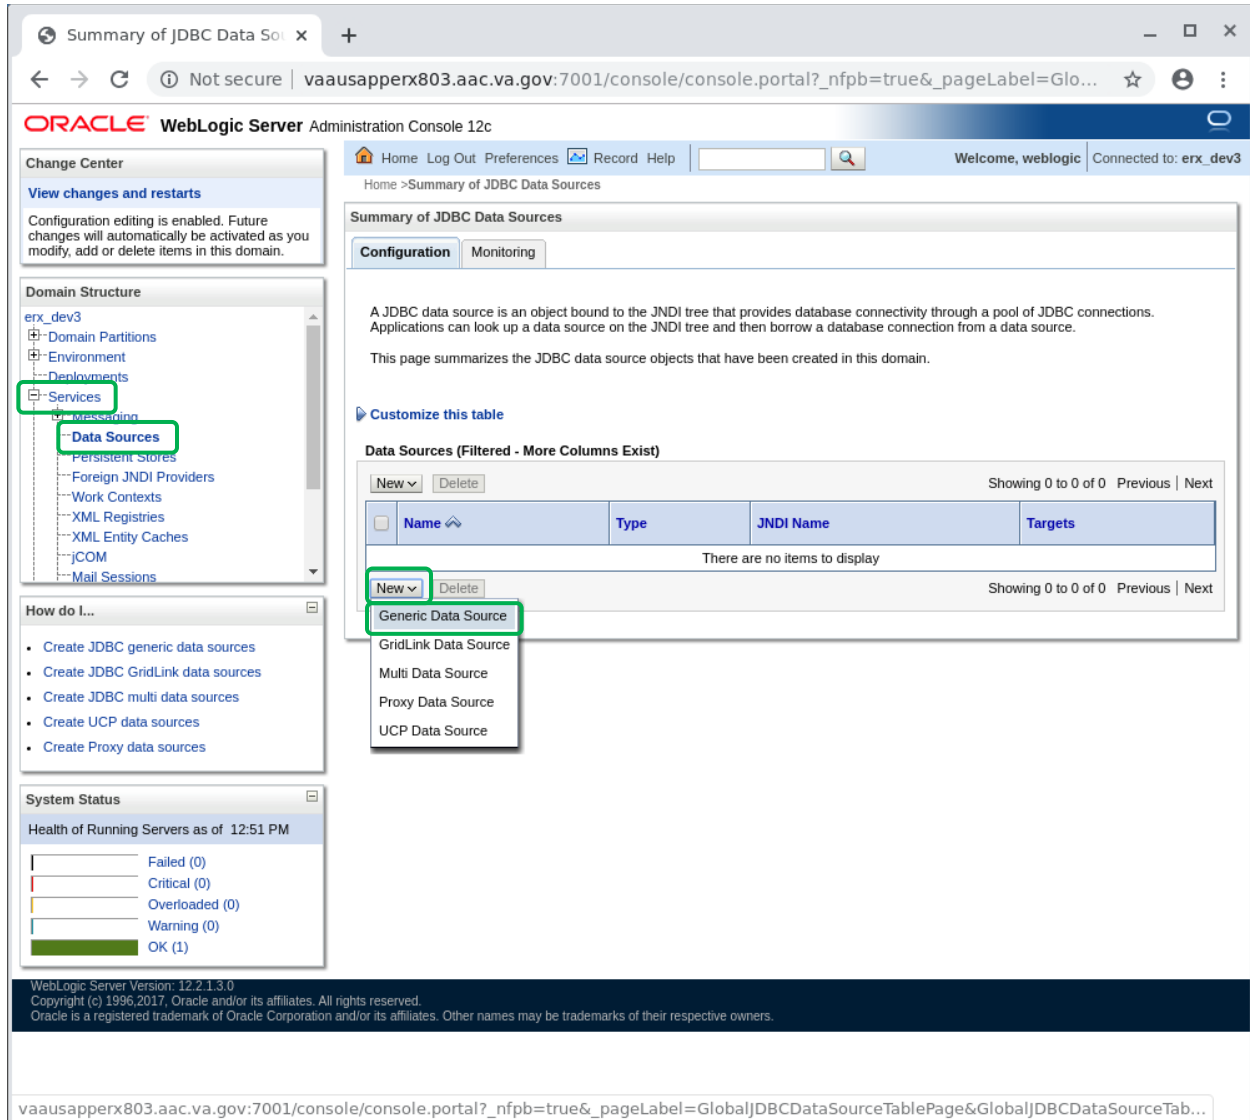 Summary of JDBC Data Sou
Not secure | vaausapperx803.aac.va.gov:7001/console/console.portal?_nfpb=true&_pageLabel=Glo...
ORACLE WebLogic Server Administration Console 12c
Change Center
View changes and restarts
Configuration editing is enabled. Future
changes will automatically be activated as you
modify, add or delete items in this domain.
Domain Structure
erx_dev3
Domain Partitions
Environment
Deployments
Services
Messaging
Data Sources
Persistent Stores
Foreign JNDI Providers
Work Contexts
XML Registries
XML Entity Caches
jCOM
Mail Sessions
How do I...
Create JDBC generic data sources
Create JDBC GridLink data sources
Create JDBC multi data sources
Create UCP data sources
Create Proxy data sources
System Status
Health of Running Servers as of 12:51 PM
Failed (0)
Critical (0)
Overloaded (0)
Warning (0)
OK (1)
Home Log Out Preferences Record Help
Welcome, weblogic Connected to: erx_dev3
Home >Summary of JDBC Data Sources
Summary of JDBC Data Sources
Configuration Monitoring
A JDBC data source is an object bound to the JNDI tree that provides database connectivity through a pool of JDBC connections.
Applications can look up a data source on the JNDI tree and then borrow a database connection from a data source.
This page summarizes the JDBC data source objects that have been created in this domain.
Customize this table
Data Sources (Filtered - More Columns Exist)
New Delete Showing 0 to 0 of 0 Previous | Next
Name Type JNDI Name Targets
There are no items to display
New Delete Showing 0 to 0 of 0 Previous | Next
Generic Data Source
GridLink Data Source
Multi Data Source
Proxy Data Source
UCP Data Source
WebLogic Server Version: 12.2.1.3.0
Copyright (c) 1996,2017, Oracle and/or its affiliates. All rights reserved.
Oracle is a registered trademark of Oracle Corporation and/or its affiliates. Other names may be trademarks of their respective owners.
vaausapperx803.aac.va.gov:7001/console/console.portal?_nfpb=true&_pageLabel=GlobalJDBCDataSourceTablePage&GlobalJDBCDataSourceTab...